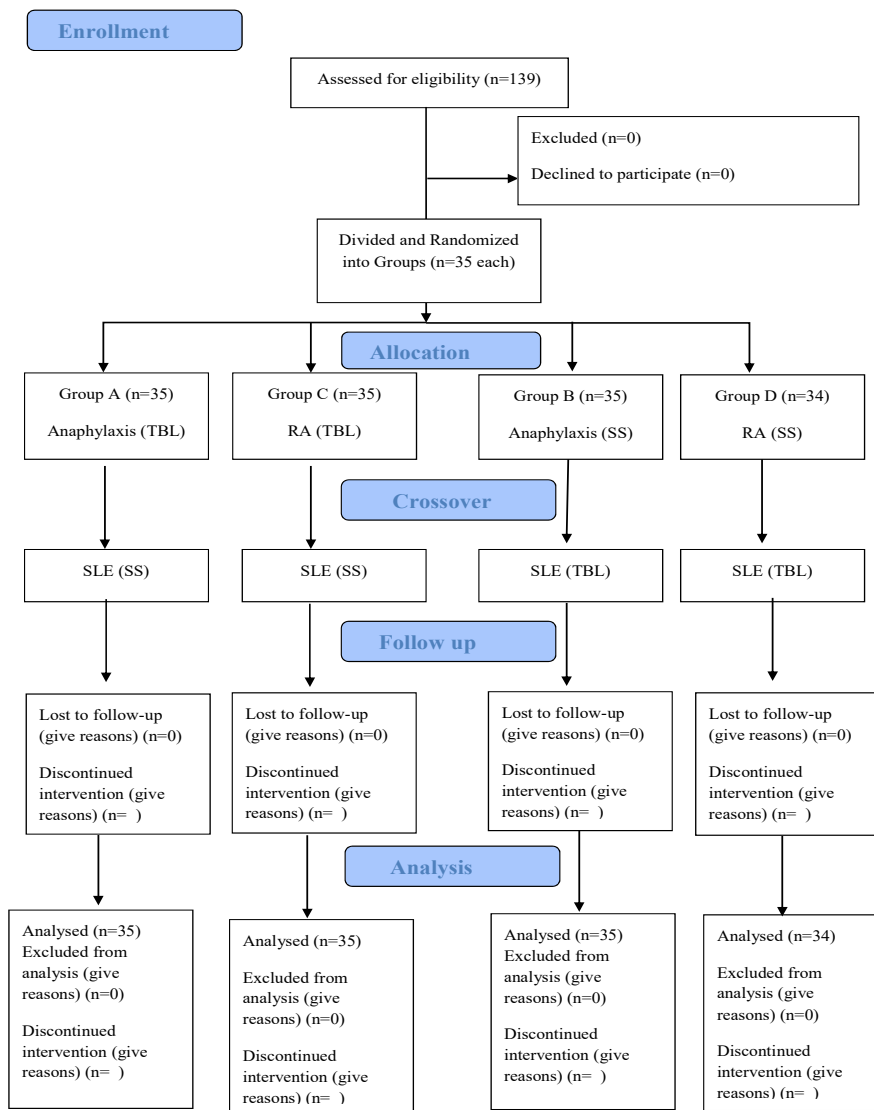 Enrollment
Assessed for eligibility (n=139)
Excluded (n=0)
Declined to participate (n=0)
Divided and Randomized
into Groups (n=35 each)
Allocation
Group A (n=35)
Anaphylaxis (TBL)
Group C (n=35)
RA (TBL)
Group B (n=35)
Anaphylaxis (SS)
Group D (n=34)
RA (SS)
Crossover
SLE (SS)
SLE (SS)
SLE (TBL)
SLE (TBL)
Follow up
Lost to follow-up
(give reasons) (n=0)
Discontinued
intervention (give
reasons) (n= )
Lost to follow-up
(give reasons) (n=0)
Discontinued
intervention (give
reasons) (n= )
Lost to follow-up
(give reasons) (n=0)
Discontinued
intervention (give
reasons) (n= )
Lost to follow-up
(give reasons) (n=0)
Discontinued
intervention (give
reasons) (n= )
Analysis
Analysed (n=35)
Excluded from
analysis (give
reasons) (n=0)
Discontinued
intervention (give
reasons) (n= )
Analysed (n=35)
Excluded from
analysis (give
reasons) (n=0)
Discontinued
intervention (give
reasons) (n= )
Analysed (n=35)
Excluded from
analysis (give
reasons) (n=0)
Discontinued
intervention (give
reasons) (n= )
Analysed (n=34)
Excluded from
analysis (give
reasons) (n=0)
Discontinued
intervention (give
reasons) (n= )